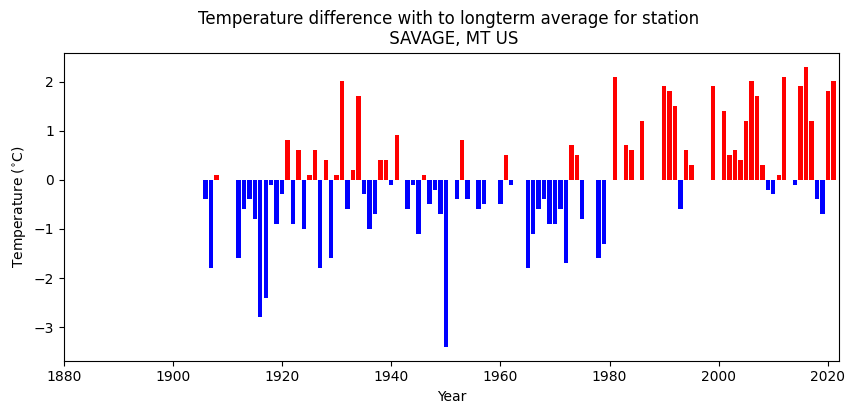 Temperature difference with to longterm average for station
SAVAGE, MT US
Temperature (°C)
2
1
0
−1
−2
−3
1880 1900 1920 1940 1960 1980 2000 2020
Year